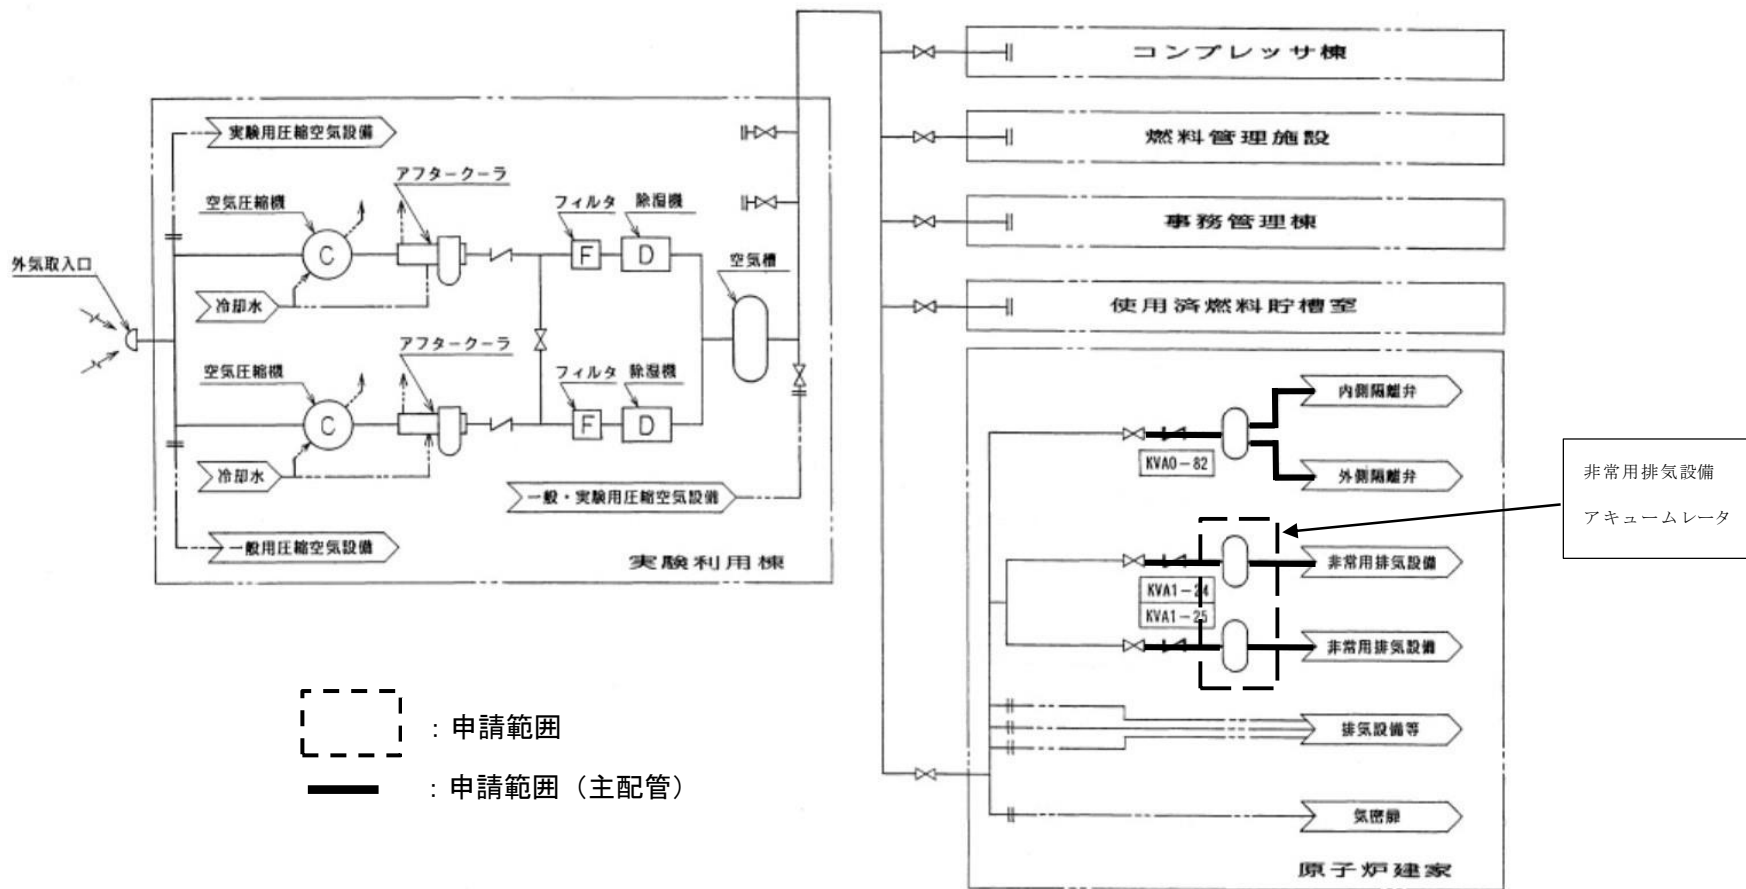 コンプレッサ棟
実験用圧縮空気設備
燃料管理施設
アフタークーラ
空気圧縮機
フィルタ
除湿機
事務管理棟
C
F
D
空気槽
外気取入口
冷却水
使用済燃料貯槽室
アフタークーラ
空気圧縮機
フィルタ
除湿機
内側隔離弁
C
F
D
KVA0-82
冷却水
外側隔離弁
一般・実験用圧縮空気設備
非常用排気設備
アキュームレータ
一般用圧縮空気設備
実験利用棟
非常用排気設備
KVA1-24
KVA1-25
非常用排気設備
：申請範囲
排気設備等
：申請範囲（主配管）
気密扉
原子炉建家